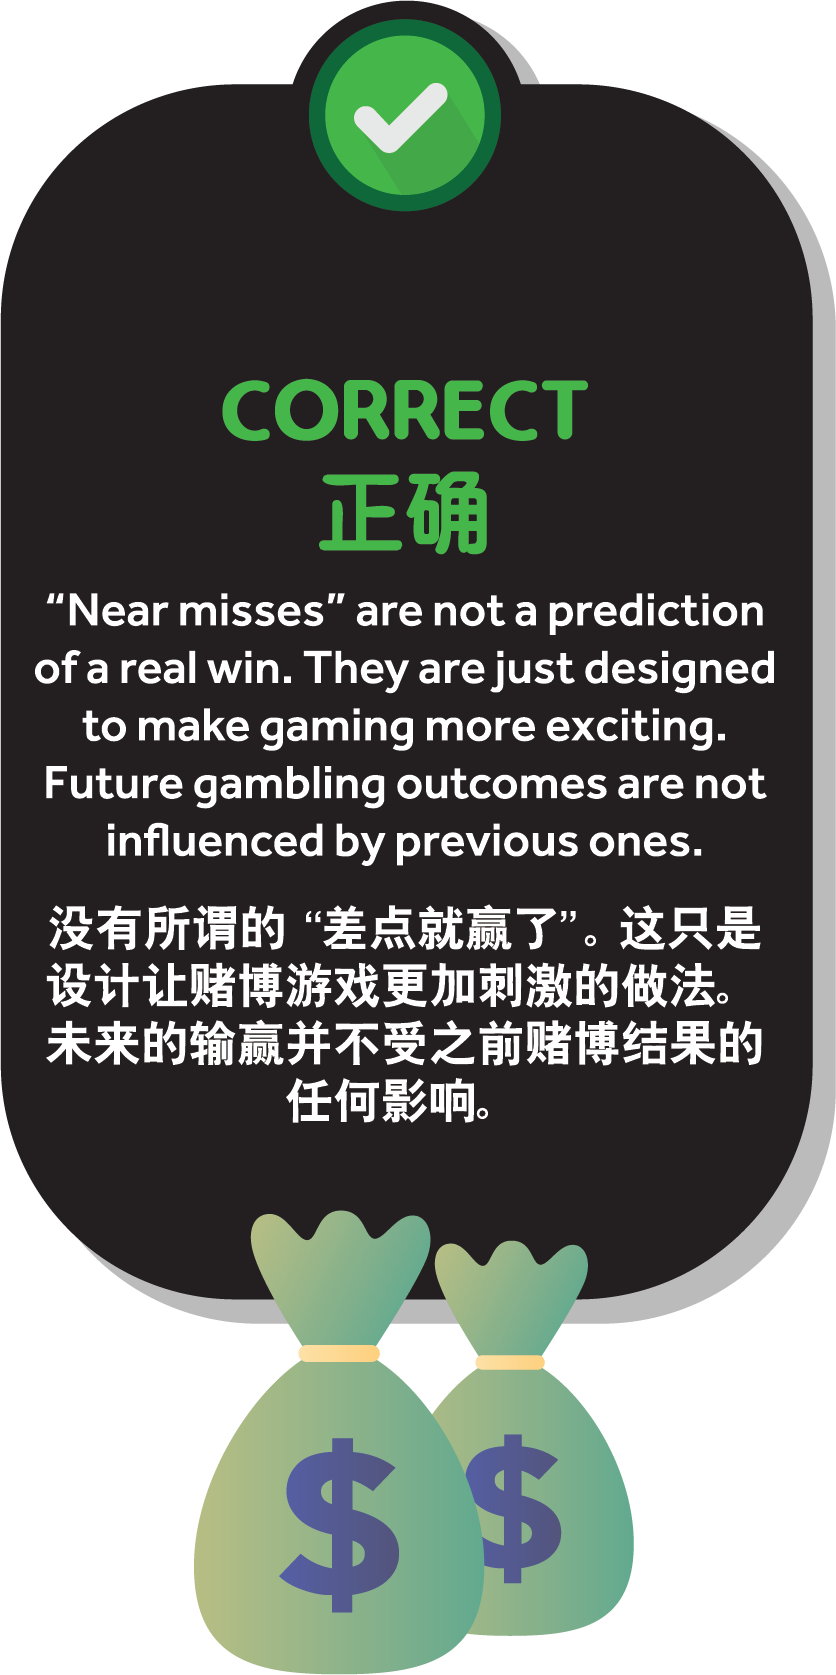 CORRECT
正确
“Near misses” are not a prediction
of a real win. They are just designed
to make gaming more exciting.
Future gambling outcomes are not
influenced by previous ones.
没有所谓的 “差点就赢了”。这只是
设计让赌博游戏更加刺激的做法。
未来的输赢并不受之前赌博结果的
任何影响。
$
$